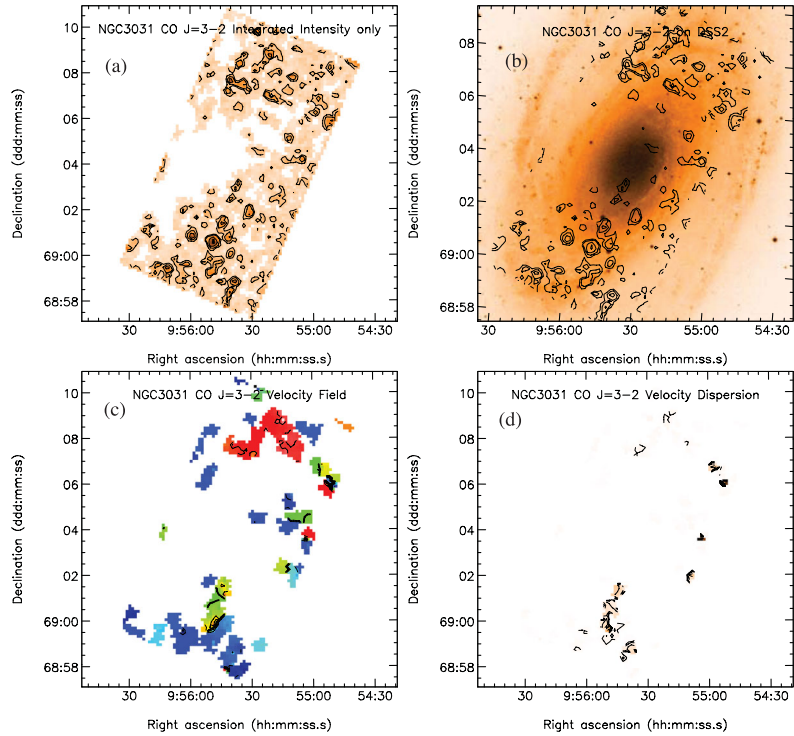 NGC3031 CO J=3-2 Integrated Intensity only
(a)
10
08
06
04
02
69:00
68:58
Declination (ddd:mm:ss)
30 9:56:00 30 55:00 54:30
Right ascension (hh:mm:ss.s)
NGC3031 CO J=3-2 on DSS2
(b)
08
06
04
02
69:00
68:58
Declination (ddd:mm:ss)
30 9:56:00 30 55:00 54:30
Right ascension (hh:mm:ss.s)
NGC3031 CO J=3-2 Velocity Field
(c)
10
08
06
04
02
69:00
68:58
Declination (ddd:mm:ss)
30 9:56:00 30 55:00 54:30
Right ascension (hh:mm:ss.s)
NGC3031 CO J=3-2 Velocity Dispersion
(d)
10
08
06
04
02
69:00
68:58
Declination (ddd:mm:ss)
30 9:56:00 30 55:00 54:30
Right ascension (hh:mm:ss.s)